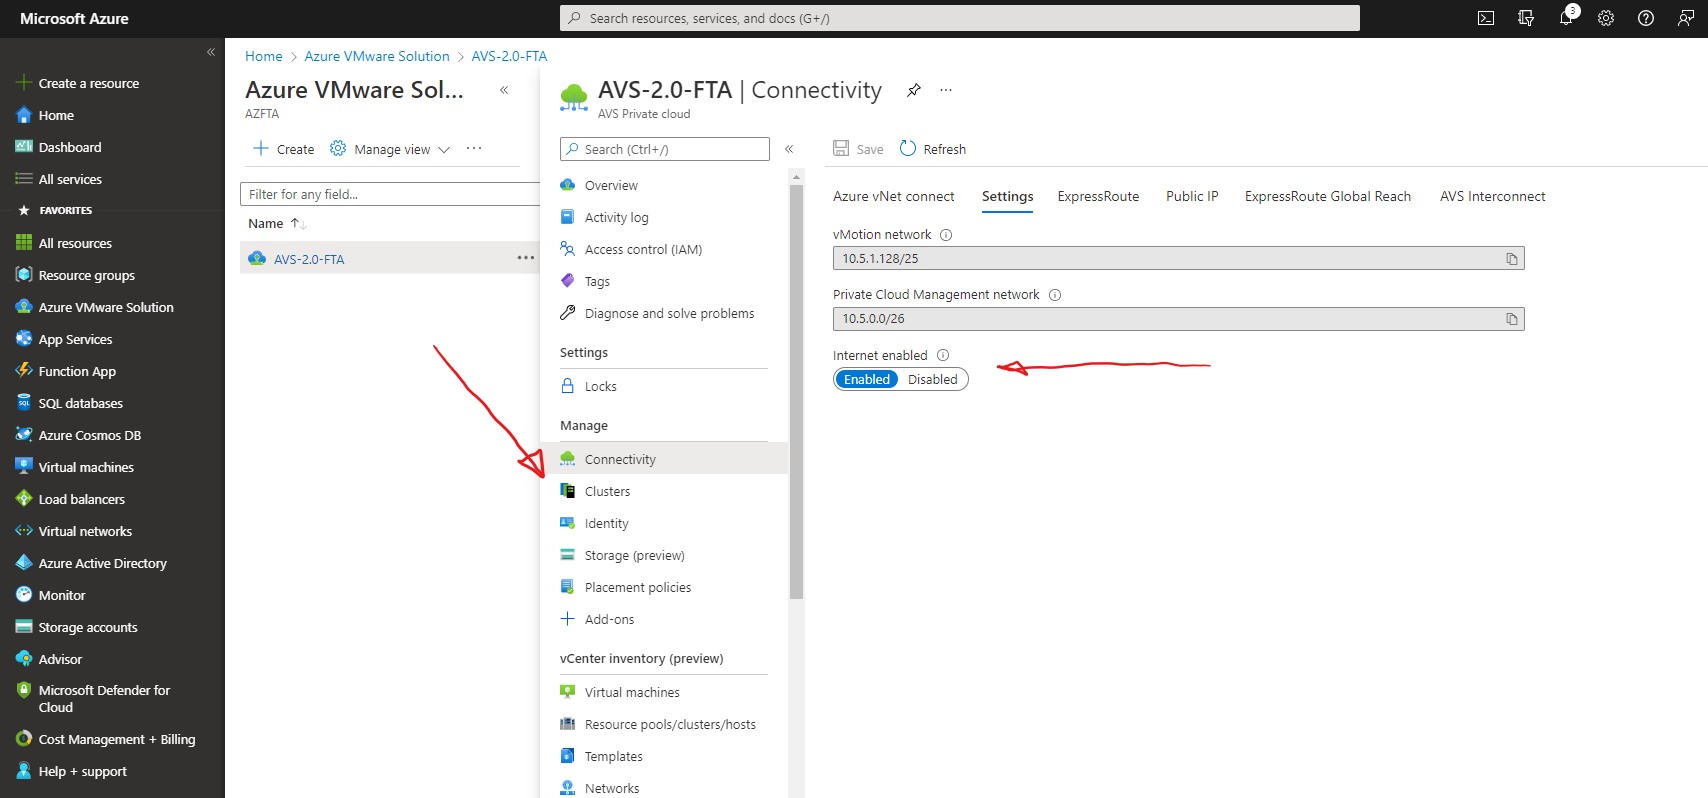 Microsoft Azure
Search resources, services, and docs (G+/)
3
«
Create a resource
Home
Dashboard
All services
FAVORITES
All resources
Resource groups
Azure VMware Solution
App Services
Function App
SQL databases
Azure Cosmos DB
Virtual machines
Load balancers
Virtual networks
Azure Active Directory
Monitor
Storage accounts
Advisor
Microsoft Defender for
Cloud
Cost Management + Billing
Help + support
Home > Azure VMware Solution > AVS-2.0-FTA
Azure VMware Sol... «
AZFTA
Create Manage view ...
Filter for any field...
Name ↑↓
AVS-2.0-FTA ...
AVS-2.0-FTA | Connectivity ...
AVS Private cloud
Search (Ctrl+/) «
Overview
Activity log
Access control (IAM)
Tags
Diagnose and solve problems
Settings
Locks
Manage
Connectivity
Clusters
Identity
Storage (preview)
Placement policies
Add-ons
vCenter inventory (preview)
Virtual machines
Resource pools/clusters/hosts
Templates
Networks
Save Refresh
Azure vNet connect Settings ExpressRoute Public IP ExpressRoute Global Reach AVS Interconnect
vMotion network
10.5.1.128/25
Private Cloud Management network
10.5.0.0/26
Internet enabled
Enabled Disabled